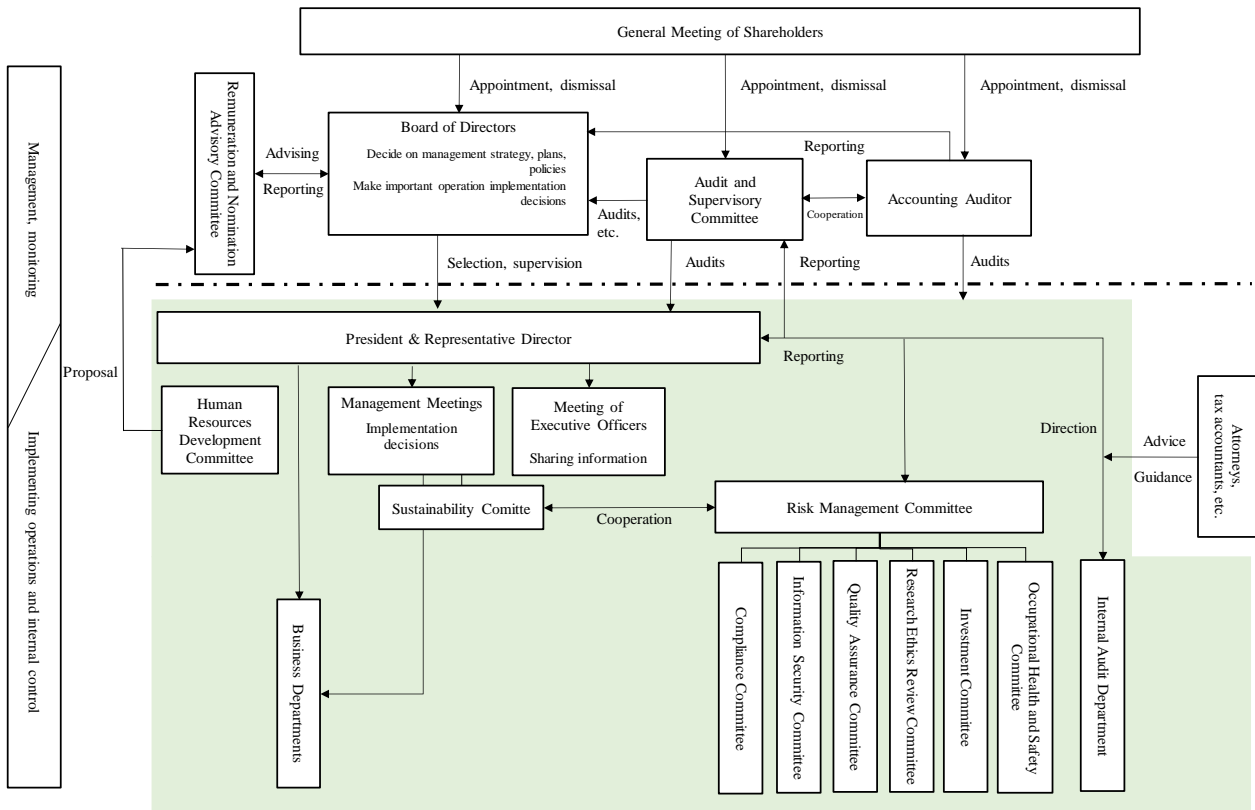 General Meeting of Shareholders
Appointment, dismissal
Appointment, dismissal
Appointment, dismissal
Management, monitoring
Implementing operations and internal control
Remuneration and Nomination
Advisory Committee
Advising
Reporting
Board of Directors
Decide on management strategy, plans,
policies
Make important operation implementation
decisions
Reporting
Audits,
etc.
Audit and
Supervisory
Committee
Cooperation
Accounting Auditor
Selection, supervision
Audits
Reporting
Audits
President & Representative Director
Reporting
Proposal
Human
Resources
Development
Committee
Management Meetings
Implementation
decisions
Meeting of
Executive Officers
Sharing information
Direction
Advice
Guidance
Attorneys,
tax accountants, etc.
Sustainability Comitte
Cooperation
Risk Management Committee
Business Departments
Compliance Committee
Information Security Committee
Quality Assurance Committee
Research Ethics Review Committee
Investment Committee
Occupational Health and Safety
Committee
Internal Audit Department